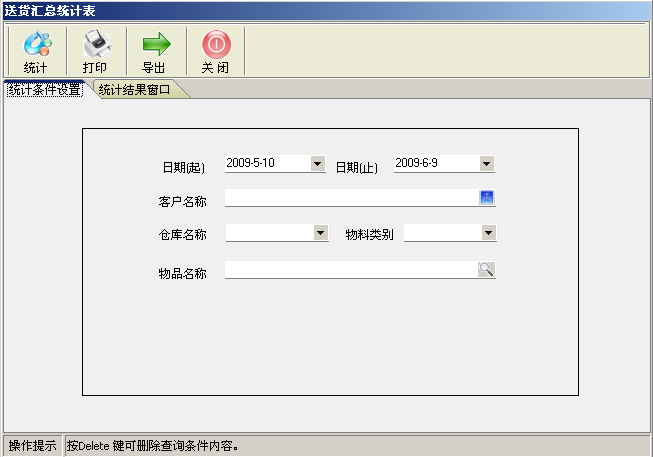 送货汇总统计表
统计 打印 导出 关闭
统计条件设置 统计结果窗口
日期(起) 2009-5-10 日期(止) 2009-6-9
客户名称
仓库名称 物料类别
物品名称
操作提示 按Delete 键可删除查询条件内容。